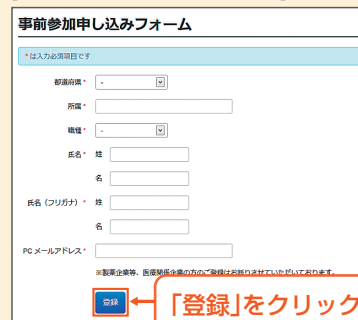 事前参加申し込みフォーム
*は入力必須項目です
都道府県* -
所属*
職種* -
氏名* 姓
名
氏名（フリガナ）* 姓
名
PC メールアドレス*
※製薬企業等、医療関係企業の方のご登録はお断りさせていただいております。
登録
「登録」をクリック